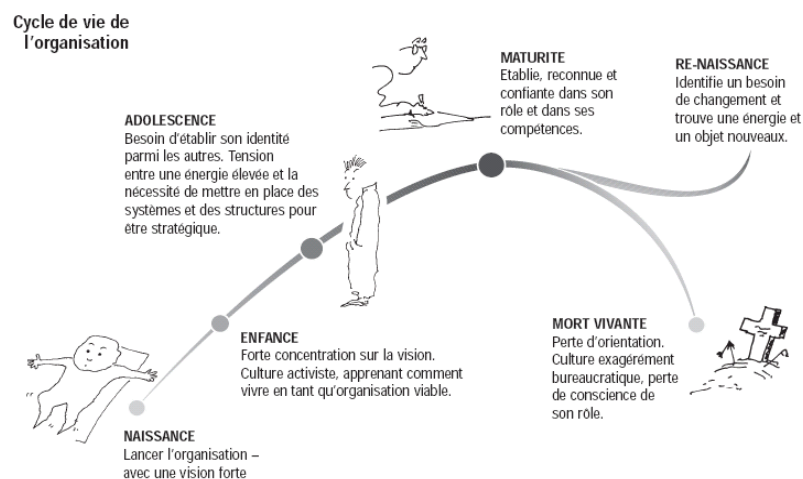 Cycle de vie de
l'organisation
MATURITE
Etablie, reconnue et
confiante dans son
rôle et dans ses
compétences.
RE-NAISSANCE
Identifie un besoin
de changement et
trouve une énergie et
un objet nouveaux.
ADOLESCENCE
Besoin d'établir son identité
parmi les autres. Tension
entre une énergie élevée et la
nécessité de mettre en place des
systèmes et des structures pour
être stratégique.
ENFANCE
Forte concentration sur la vision.
Culture activiste, apprenant comment
vivre en tant qu'organisation viable.
MORT VIVANTE
Perte d'orientation.
Culture exagérément
bureaucratique, perte
de conscience de
son rôle.
NAISSANCE
Lancer l'organisation –
avec une vision forte